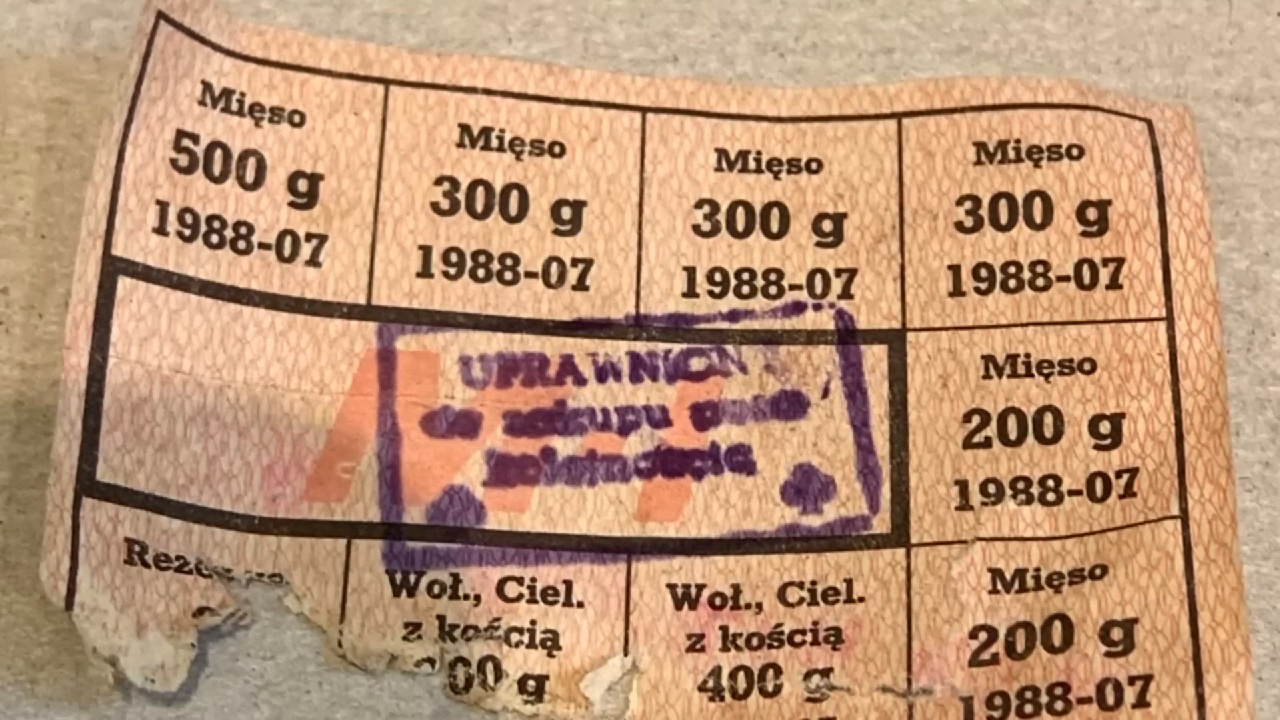 Mięso
500 g
1988-07
Mięso
300 g
1988-07
Mięso
300 g
1988-07
Mięso
300 g
1988-07
UPRAWNION
do zakupu
Mięso
200 g
1988-07
Woł., Ciel.
z kością
00 g
Woł., Ciel.
z kością
400 g
Mięso
200 g
1988-07